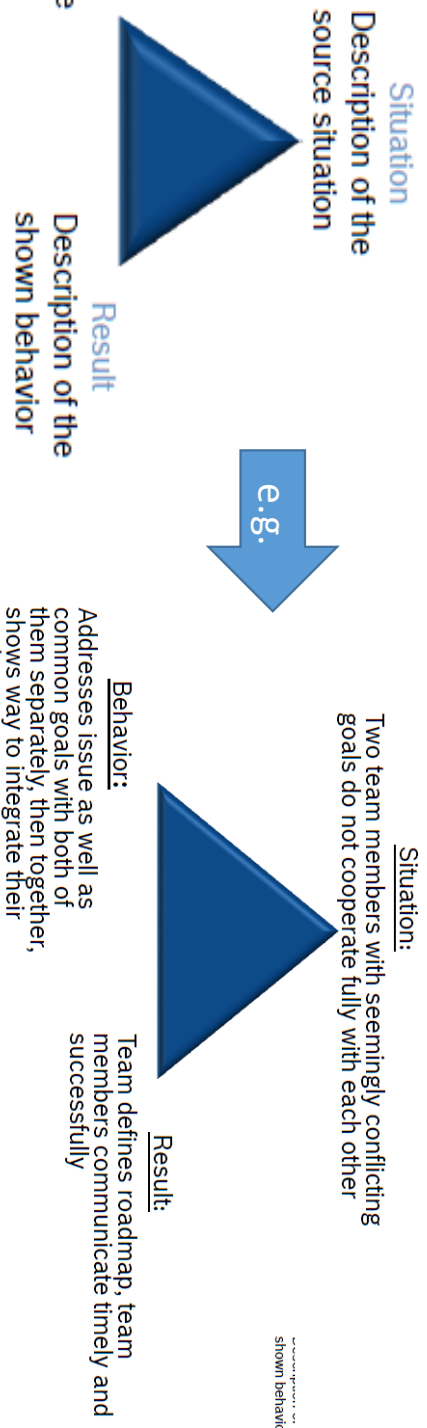 Situation
Description of the
source situation
Result
Description of the
shown behavior
e.g.
Situation:
Two team members with seemingly conflicting
goals do not cooperate fully with each other
Behavior:
Addresses issue as well as
common goals with both of
them separately, then together,
shows way to integrate their
Result:
Team defines roadmap, team
members communicate timely and
successfully
shown